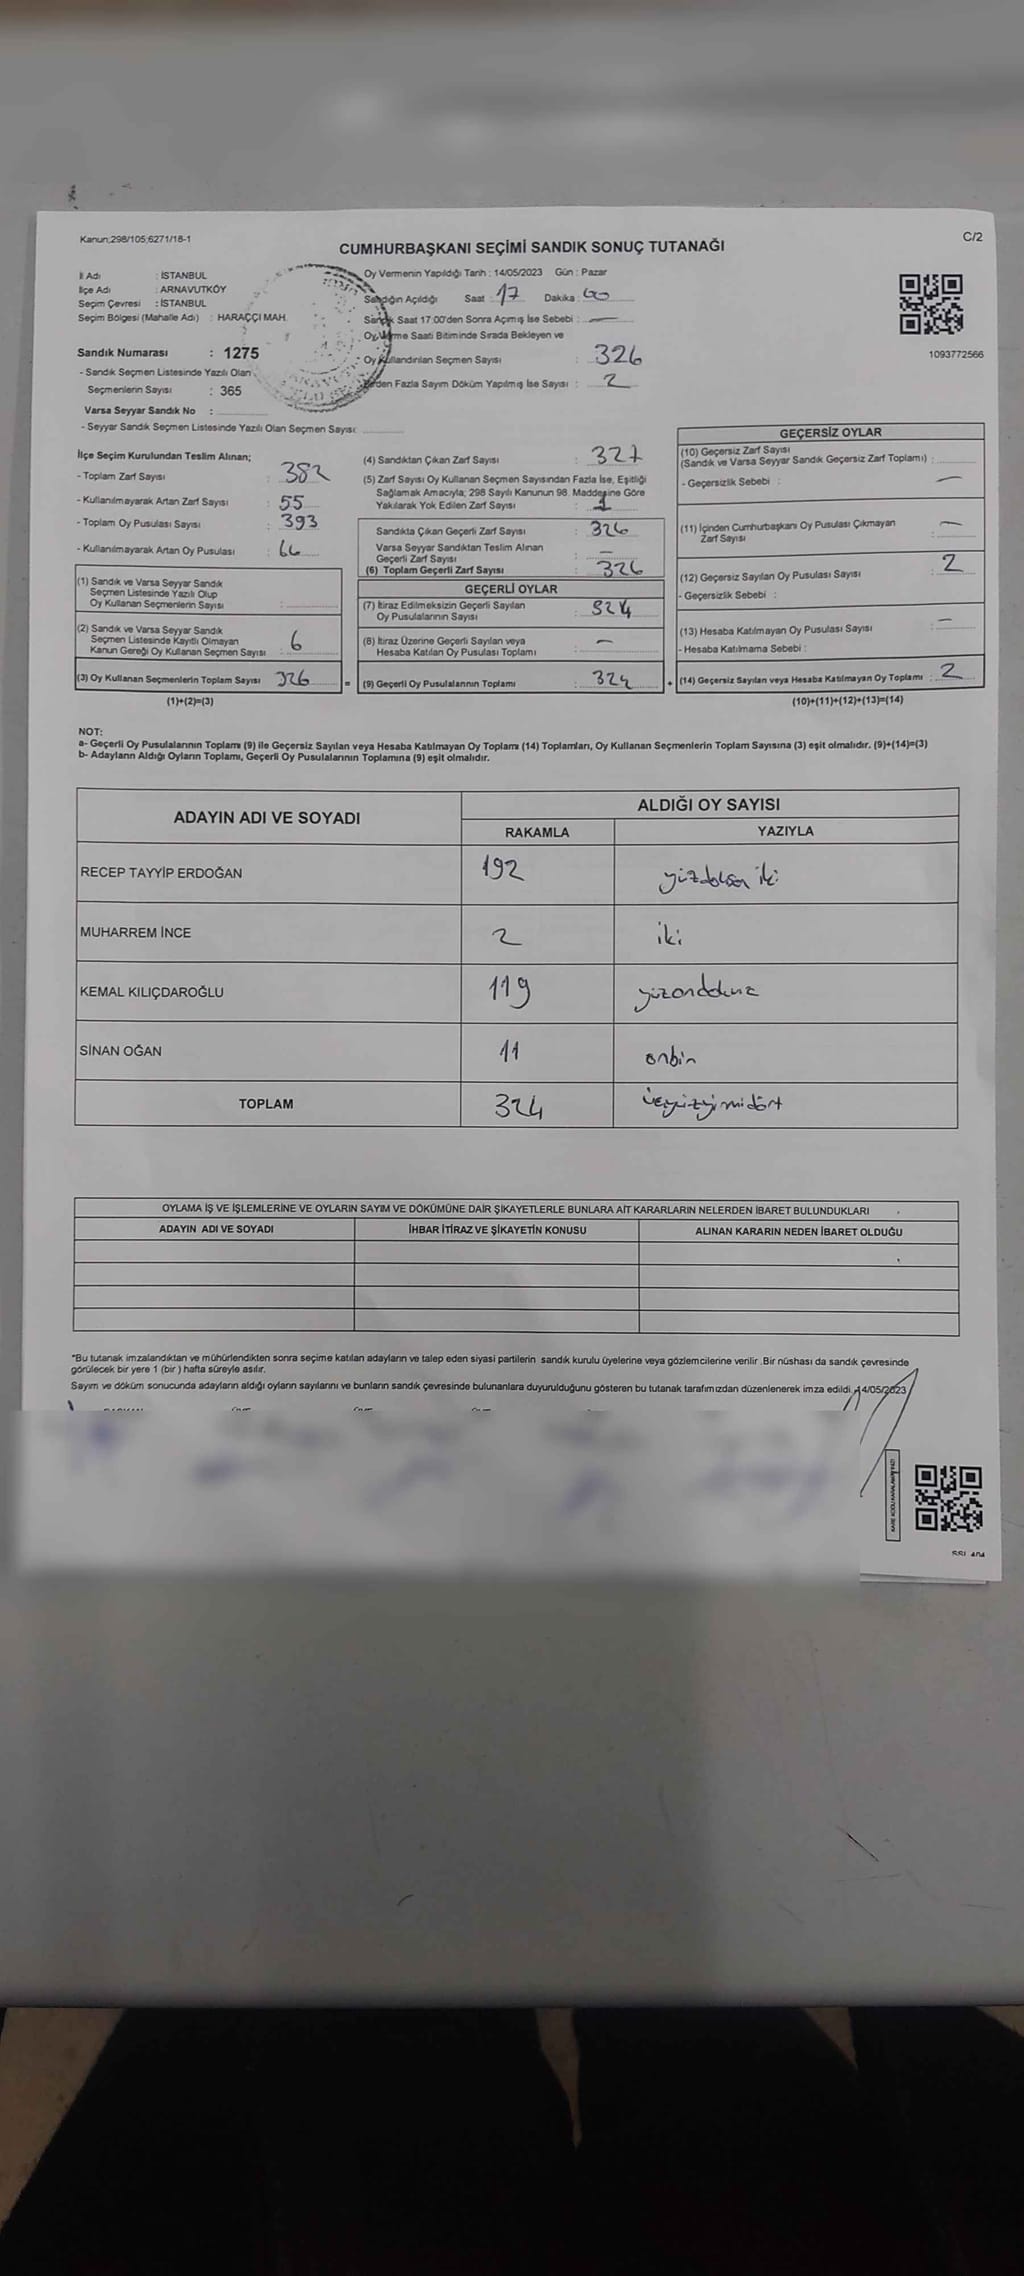 Kanun;298/105;6271/18-1
C/2
CUMHURBAŞKANI SEÇİMİ SANDIK SONUÇ TUTANAĞI
İl Adı : İSTANBUL
İlçe Adı : ARNAVUTKÖY
Seçim Çevresi : İSTANBUL
Seçim Bölgesi (Mahalle Adı) : HARAÇÇI MAH.
Sandık Numarası : 1275
- Sandık Seçmen Listesinde Yazılı Olan
Seçmenlerin Sayısı : 365
Varsa Seyyar Sandık No :
- Seyyar Sandık Seçmen Listesinde Yazılı Olan Seçmen Sayısı:
Oy Vermenin Yapıldığı Tarih : 14/05/2023 Gün : Pazar
Sandığın Açıldığı Saat : 17 Dakika :
Sandık Saat 17:00'den Sonra Açımış İse Sebebi : —
Oy Verme Saati Bitiminde Sırada Bekleyen ve
Oy Kullandırılan Seçmen Sayısı : 326
Birden Fazla Sayım Döküm Yapılmış İse Sayısı : 2
1093772566
İlçe Seçim Kurulundan Teslim Alınan;
- Toplam Zarf Sayısı : 382
- Kullanılmayarak Artan Zarf Sayısı : 55
- Toplam Oy Pusulası Sayısı : 393
- Kullanılmayarak Artan Oy Pusulası : 66
(1) Sandık ve Varsa Seyyar Sandık
Seçmen Listesinde Yazılı Olup
Oy Kullanan Seçmenlerin Sayısı :
(2) Sandık ve Varsa Seyyar Sandık
Seçmen Listesinde Kayıtlı Olmayan
Kanun Gereği Oy Kullanan Seçmen Sayısı : 6
(3) Oy Kullanan Seçmenlerin Toplam Sayısı : 326
(1)+(2)=(3)
(4) Sandıktan Çıkan Zarf Sayısı : 327
(5) Zarf Sayısı Oy Kullanan Seçmen Sayısından Fazla İse, Eşitliği
Sağlamak Amacıyla; 298 Sayılı Kanunun 98. Maddesine Göre
Yakılarak Yok Edilen Zarf Sayısı : 1
Sandıkta Çıkan Geçerli Zarf Sayısı : 326
Varsa Seyyar Sandıktan Teslim Alınan
Geçerli Zarf Sayısı : —
(6) Toplam Geçerli Zarf Sayısı : 326
GEÇERLİ OYLAR
(7) İtiraz Edilmeksizin Geçerli Sayılan
Oy Pusulalarının Sayısı : 324
(8) İtiraz Üzerine Geçerli Sayılan veya
Hesaba Katılan Oy Pusulası Toplamı : —
= (9) Geçerli Oy Pusulalarının Toplamı : 324
GEÇERSİZ OYLAR
(10) Geçersiz Zarf Sayısı
(Sandık ve Varsa Seyyar Sandık Geçersiz Zarf Toplamı) :
- Geçersizlik Sebebi : —
(11) İçinden Cumhurbaşkanı Oy Pusulası Çıkmayan
Zarf Sayısı : —
(12) Geçersiz Sayılan Oy Pusulası Sayısı : 2
- Geçersizlik Sebebi :
(13) Hesaba Katılmayan Oy Pusulası Sayısı : —
- Hesaba Katılmama Sebebi :
+ (14) Geçersiz Sayılan veya Hesaba Katılmayan Oy Toplamı : 2
(10)+(11)+(12)+(13)=(14)
NOT:
a- Geçerli Oy Pusulalarının Toplamı (9) ile Geçersiz Sayılan veya Hesaba Katılmayan Oy Toplamı (14) Toplamları, Oy Kullanan Seçmenlerin Toplam Sayısına (3) eşit olmalıdır. (9)+(14)=(3)
b- Adayların Aldığı Oyların Toplamı, Geçerli Oy Pusulalarının Toplamına (9) eşit olmalıdır.
ADAYIN ADI VE SOYADI
ALDIĞI OY SAYISI
RAKAMLA YAZIYLA
RECEP TAYYİP ERDOĞAN 192 yüzdoksan iki
MUHARREM İNCE 2 iki
KEMAL KILIÇDAROĞLU 119 yüzondokuz
SİNAN OĞAN 11 onbir
TOPLAM 324 üçyüzyirmidört
OYLAMA İŞ VE İŞLEMLERİNE VE OYLARIN SAYIM VE DÖKÜMÜNE DAİR ŞİKAYETLERLE BUNLARA AİT KARARLARIN NELERDEN İBARET BULUNDUKLARI
ADAYIN ADI VE SOYADI İHBAR İTİRAZ VE ŞİKAYETİN KONUSU ALINAN KARARIN NEDEN İBARET OLDUĞU
*Bu tutanak imzalandıktan ve mühürlendikten sonra seçime katılan adayların ve talep eden siyasi partilerin sandık kurulu üyelerine veya gözlemcilerine verilir .Bir nüshası da sandık çevresinde
görülecek bir yere 1 (bir ) hafta süreyle asılır.
Sayım ve döküm sonucunda adayların aldığı oyların sayılarını ve bunların sandık çevresinde bulunanlara duyurulduğunu gösteren bu tutanak tarafımızdan düzenlenerek imza edildi. 14/05/2023